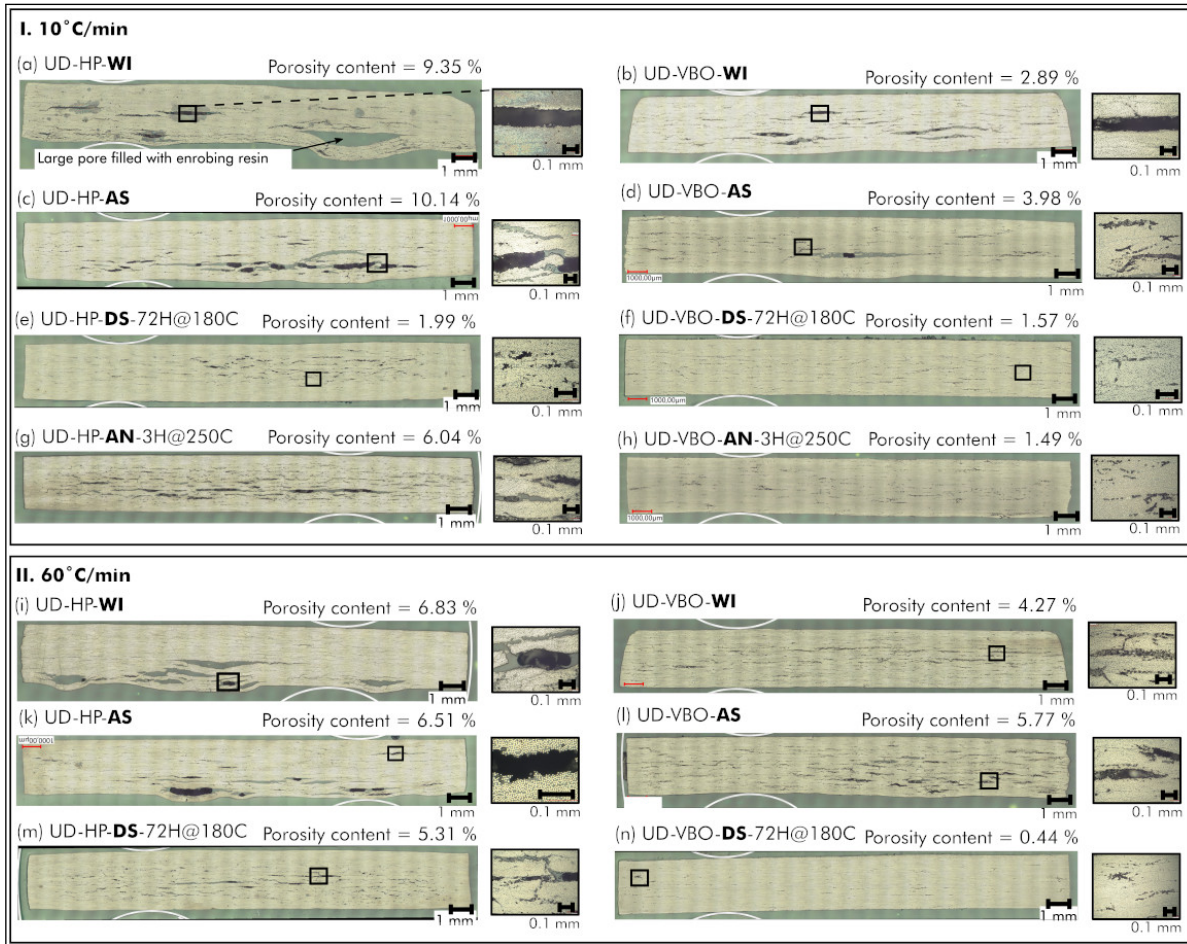 I. 10°C/min
(a) UD-HP-WI Porosity content = 9.35 %
Large pore filled with enrobing resin
1 mm
0.1 mm
(b) UD-VBO-WI Porosity content = 2.89 %
1 mm
0.1 mm
(c) UD-HP-AS Porosity content = 10.14 %
1000,00µm
1 mm
0.1 mm
(d) UD-VBO-AS Porosity content = 3.98 %
1000,00µm
1 mm
0.1 mm
(e) UD-HP-DS-72H@180C Porosity content = 1.99 %
1 mm
0.1 mm
(f) UD-VBO-DS-72H@180C Porosity content = 1.57 %
1000,00µm
1 mm
0.1 mm
(g) UD-HP-AN-3H@250C Porosity content = 6.04 %
1 mm
0.1 mm
(h) UD-VBO-AN-3H@250C Porosity content = 1.49 %
1000,00µm
1 mm
0.1 mm
II. 60°C/min
(i) UD-HP-WI Porosity content = 6.83 %
1 mm
0.1 mm
(j) UD-VBO-WI Porosity content = 4.27 %
1 mm
0.1 mm
(k) UD-HP-AS Porosity content = 6.51 %
1000,00µm
1 mm
0.1 mm
(l) UD-VBO-AS Porosity content = 5.77 %
1 mm
0.1 mm
(m) UD-HP-DS-72H@180C Porosity content = 5.31 %
1 mm
0.1 mm
(n) UD-VBO-DS-72H@180C Porosity content = 0.44 %
1 mm
0.1 mm